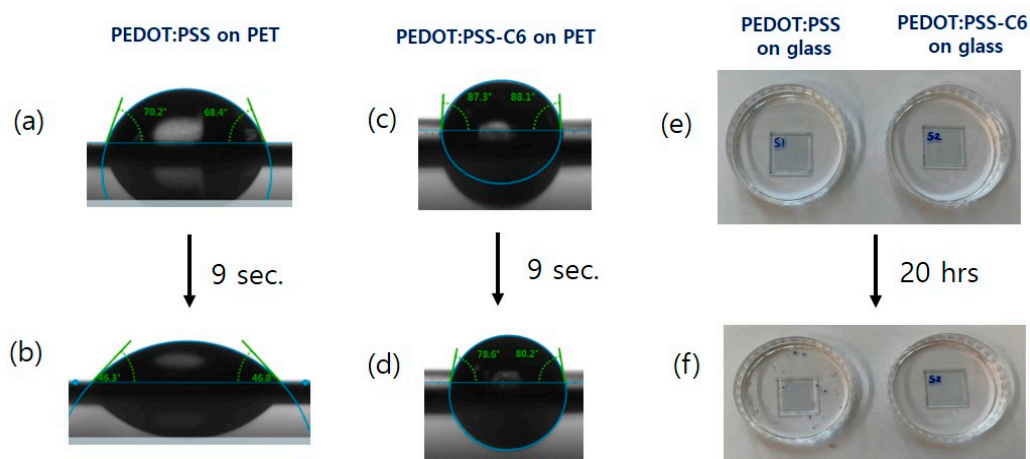 PEDOT:PSS on PET
PEDOT:PSS-C6 on PET
PEDOT:PSS
on glass
PEDOT:PSS-C6
on glass
(a)
70.2°
68.4°
(c)
87.3°
88.1°
(e)
S1
S2
9 sec.
9 sec.
20 hrs
(b)
46.3°
46.0°
(d)
78.6°
80.2°
(f)
S2